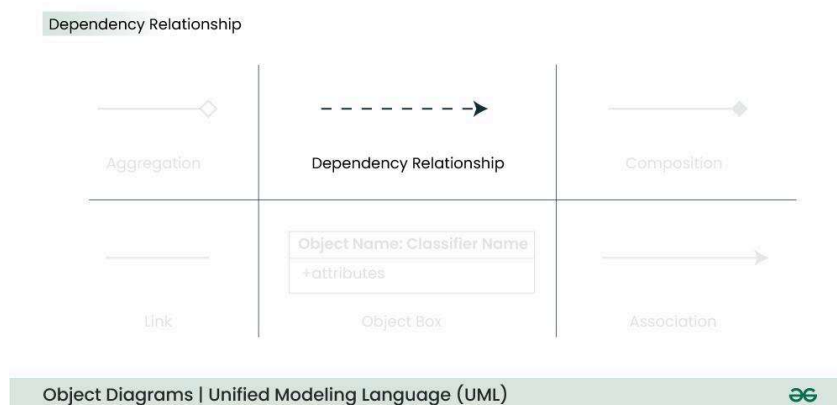 Dependency Relationship
Aggregation
Dependency Relationship
Composition
Object Name: Classifier Name
+attributes
Link
Object Box
Association
Object Diagrams | Unified Modeling Language (UML)